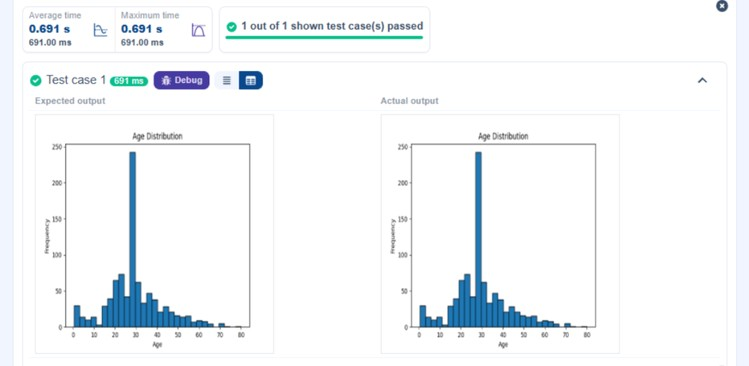 Average time
0.691 s
691.00 ms
Maximum time
0.691 s
691.00 ms
1 out of 1 shown test case(s) passed
Test case 1 691 ms Debug
Expected output
Actual output
Age Distribution
250
200
150
100
50
0
Frequency
0 10 20 30 40 50 60 70 80
Age
Age Distribution
250
200
150
100
50
0
Frequency
0 10 20 30 40 50 60 70 80
Age